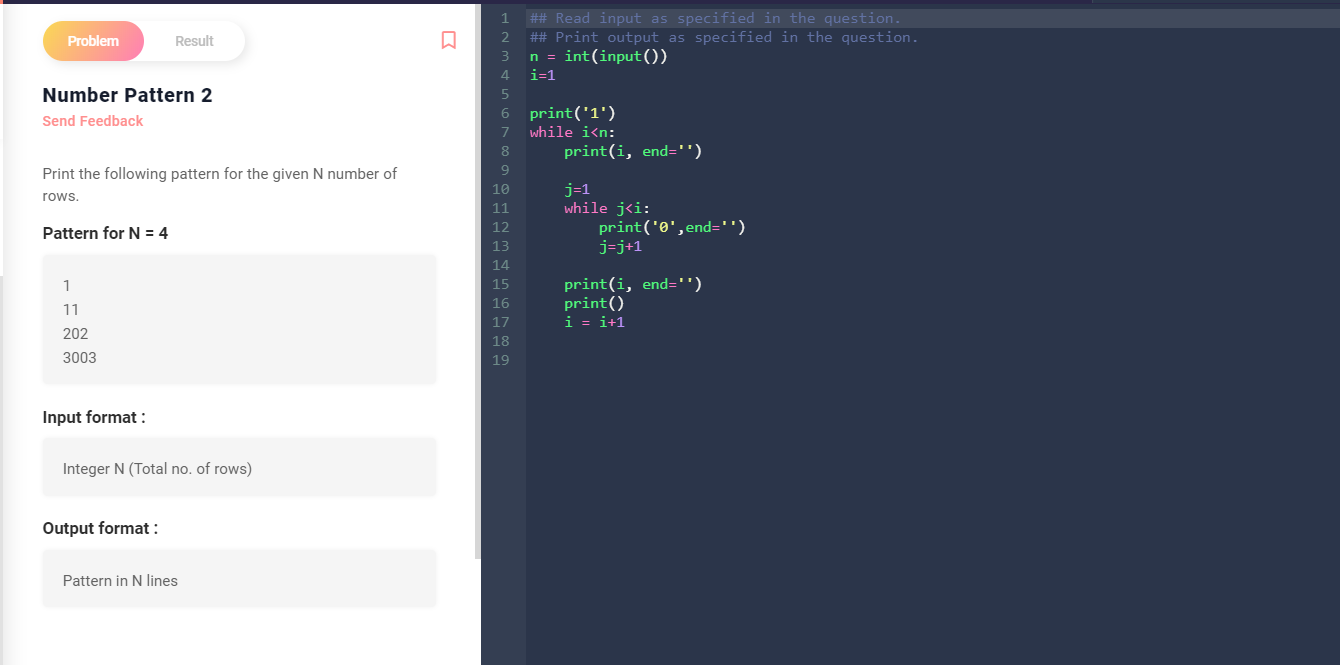 Problem
Result
Number Pattern 2
Send Feedback
Print the following pattern for the given N number of
rows.
Pattern for N = 4
1
11
202
3003
Input format :
Integer N (Total no. of rows)
Output format :
Pattern in N lines
1 ## Read input as specified in the question.
2 ## Print output as specified in the question.
3 n = int(input())
4 i=1
5
6 print('1')
7 while i<n:
8     print(i, end='')
9
10     j=1
11     while j<i:
12         print('0',end='')
13         j=j+1
14
15     print(i, end='')
16     print()
17     i = i+1
18
19